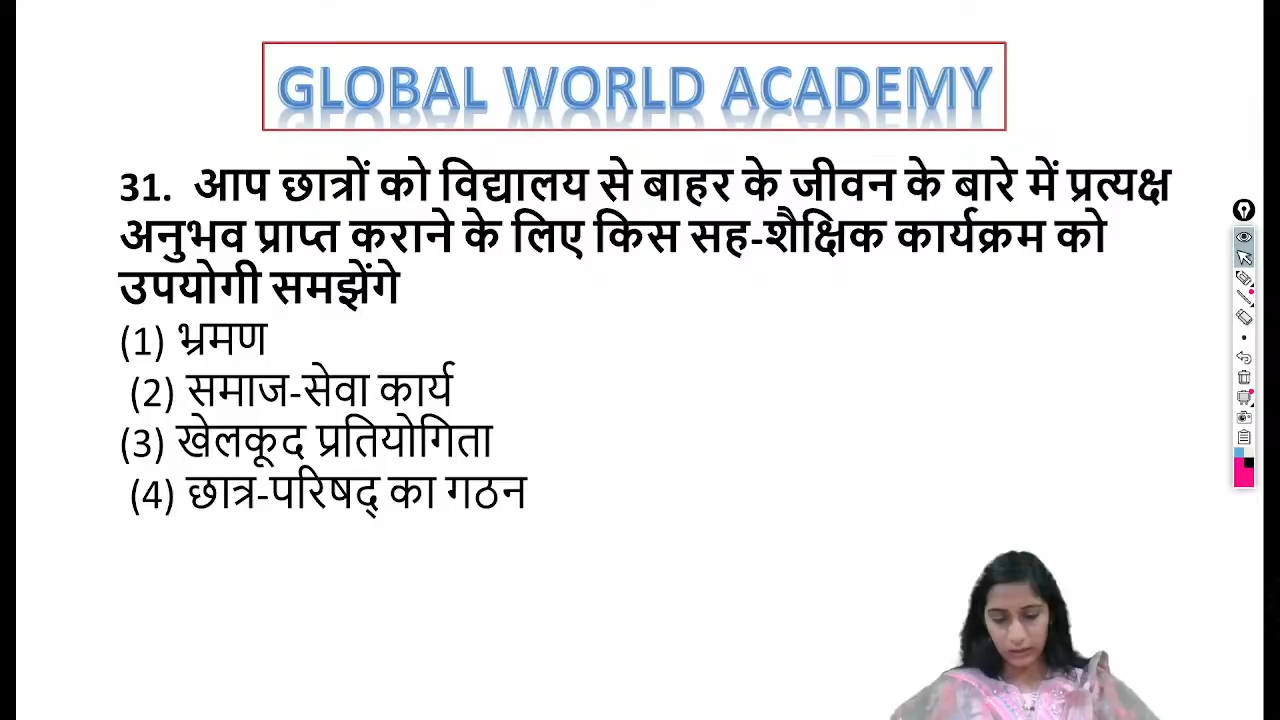 GLOBAL WORLD ACADEMY
31. आप छात्रों को विद्यालय से बाहर के जीवन के बारे में प्रत्यक्ष
अनुभव प्राप्त कराने के लिए किस सह-शैक्षिक कार्यक्रम को
उपयोगी समझेंगे
(1) भ्रमण
(2) समाज-सेवा कार्य
(3) खेलकूद प्रतियोगिता
(4) छात्र-परिषद् का गठन